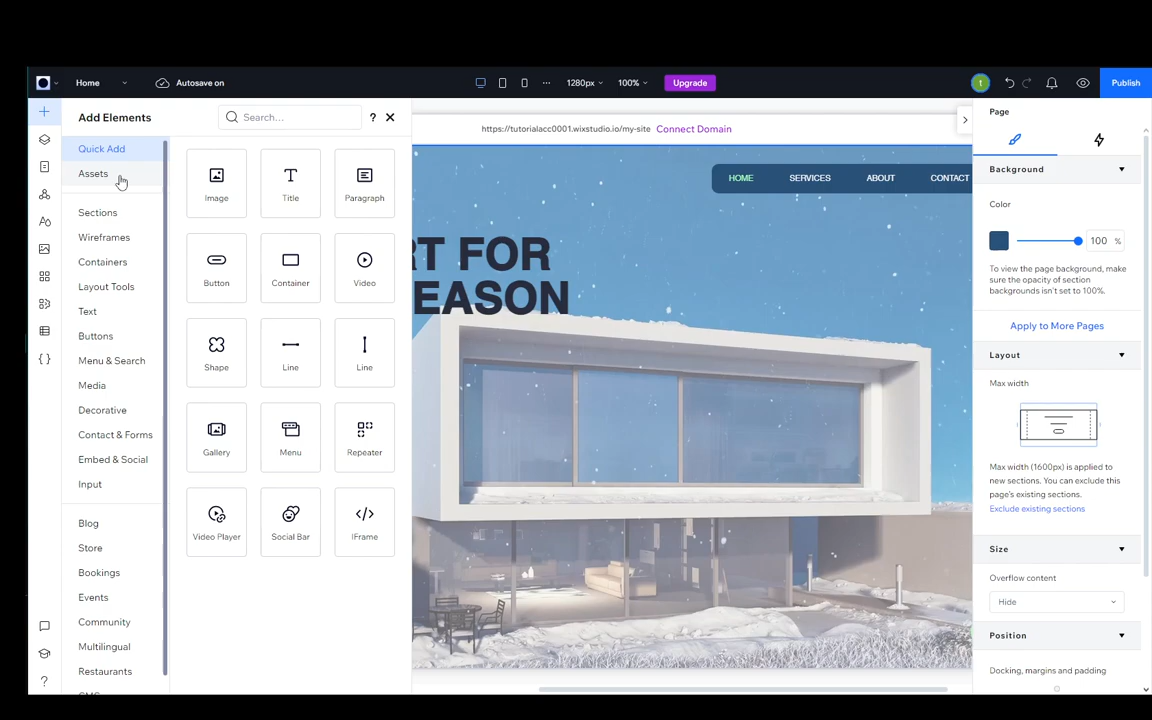 Home
Autosave on
1280px
100%
Upgrade
t
Publish
Add Elements
Search...
?
Quick Add
Assets
Sections
Wireframes
Containers
Layout Tools
Text
Buttons
Menu & Search
Media
Decorative
Contact & Forms
Embed & Social
Input
Blog
Store
Bookings
Events
Community
Multilingual
Restaurants
CMS
Image
Title
Paragraph
Button
Container
Video
Shape
Line
Line
Gallery
Menu
Repeater
Video Player
Social Bar
IFrame
https://tutorialacc0001.wixstudio.io/my-site Connect Domain
HOME SERVICES ABOUT CONTACT
RT FOR
EASON
Page
Background
Color
100 %
To view the page background, make
sure the opacity of section
backgrounds isn't set to 100%.
Apply to More Pages
Layout
Max width
Max width (1600px) is applied to
new sections. You can exclude this
page's existing sections.
Exclude existing sections
Size
Overflow content
Hide
Position
Docking, margins and padding
?